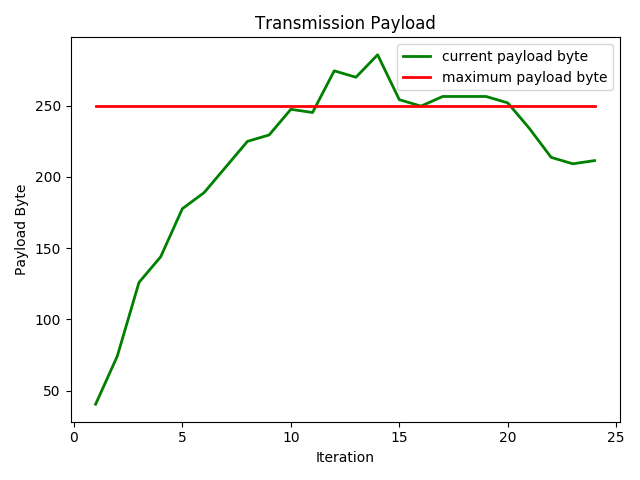 Transmission Payload
current payload byte
maximum payload byte
250
200
150
100
50
Payload Byte
0
5
10
15
20
25
Iteration